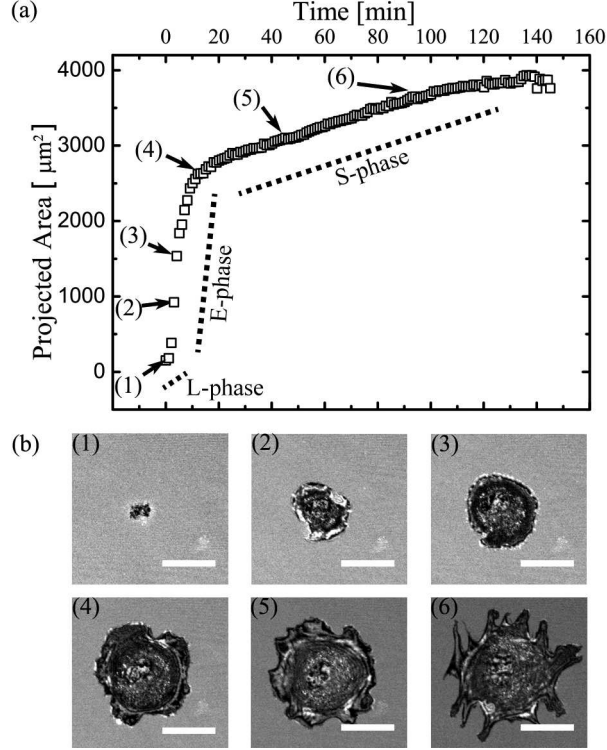 (a)
Time [min]
0 20 40 60 80 100 120 140 160
Projected Area [ μm²]
4000
3000
2000
1000
0
(6)
(5)
(4)
(3)
(2)
(1)
S-phase
E-phase
L-phase
(b)
(1) (2) (3)
(4) (5) (6)